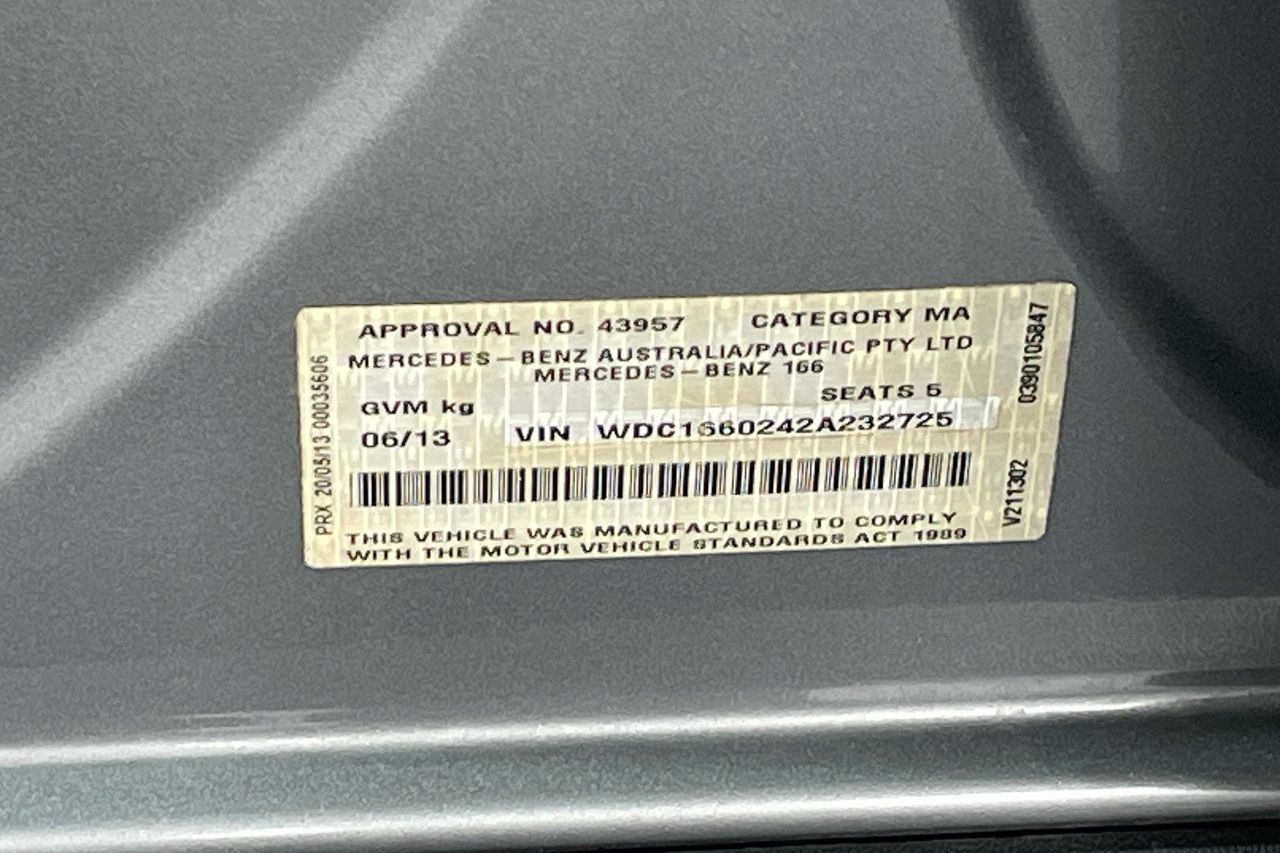 APPROVAL NO. 43957 CATEGORY MA
MERCEDES-BENZ AUSTRALIA/PACIFIC PTY LTD
MERCEDES-BENZ 166
SEATS 5
GVM kg
06/13 VIN WDC1660242A232725
THIS VEHICLE WAS MANUFACTURED TO COMPLY
WITH THE MOTOR VEHICLE STANDARDS ACT 1989
PRX 20/05/13 00035606
0390105847
V211302